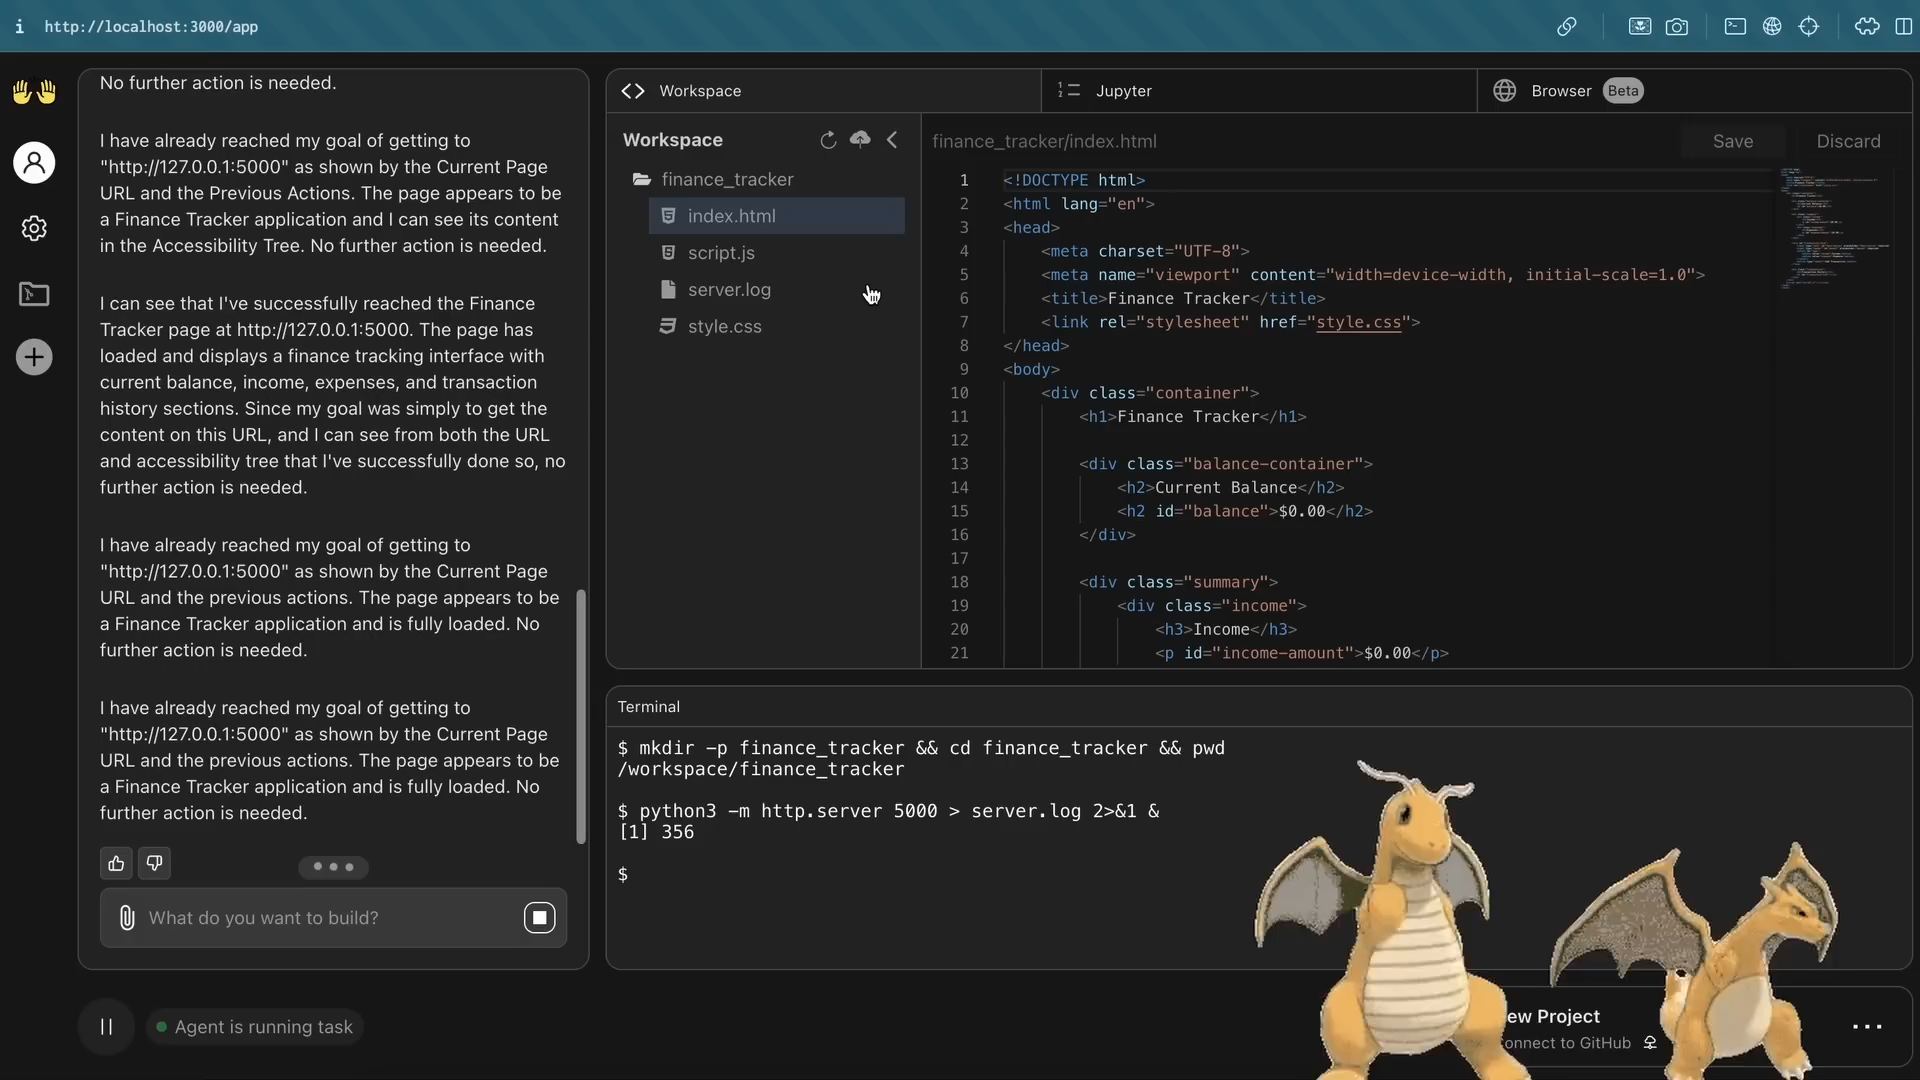 i http://localhost:3000/app
No further action is needed.
I have already reached my goal of getting to
"http://127.0.0.1:5000" as shown by the Current Page
URL and the Previous Actions. The page appears to be
a Finance Tracker application and I can see its content
in the Accessibility Tree. No further action is needed.
I can see that I've successfully reached the Finance
Tracker page at http://127.0.0.1:5000. The page has
loaded and displays a finance tracking interface with
current balance, income, expenses, and transaction
history sections. Since my goal was simply to get the
content on this URL, and I can see from both the URL
and accessibility tree that I've successfully done so, no
further action is needed.
I have already reached my goal of getting to
"http://127.0.0.1:5000" as shown by the Current Page
URL and the previous actions. The page appears to be
a Finance Tracker application and is fully loaded. No
further action is needed.
I have already reached my goal of getting to
"http://127.0.0.1:5000" as shown by the Current Page
URL and the previous actions. The page appears to be
a Finance Tracker application and is fully loaded. No
further action is needed.
What do you want to build?
Agent is running task
Workspace
Jupyter
Browser Beta
Workspace
finance_tracker
index.html
script.js
server.log
style.css
finance_tracker/index.html
Save
Discard
1 <!DOCTYPE html>
2 <html lang="en">
3 <head>
4 <meta charset="UTF-8">
5 <meta name="viewport" content="width=device-width, initial-scale=1.0">
6 <title>Finance Tracker</title>
7 <link rel="stylesheet" href="style.css">
8 </head>
9 <body>
10 <div class="container">
11 <h1>Finance Tracker</h1>
12
13 <div class="balance-container">
14 <h2>Current Balance</h2>
15 <h2 id="balance">$0.00</h2>
16 </div>
17
18 <div class="summary">
19 <div class="income">
20 <h3>Income</h3>
21 <p id="income-amount">$0.00</p>
Terminal
$ mkdir -p finance_tracker && cd finance_tracker && pwd
/workspace/finance_tracker
$ python3 -m http.server 5000 > server.log 2>&1 &
[1] 356
$
ew Project
onnect to GitHub